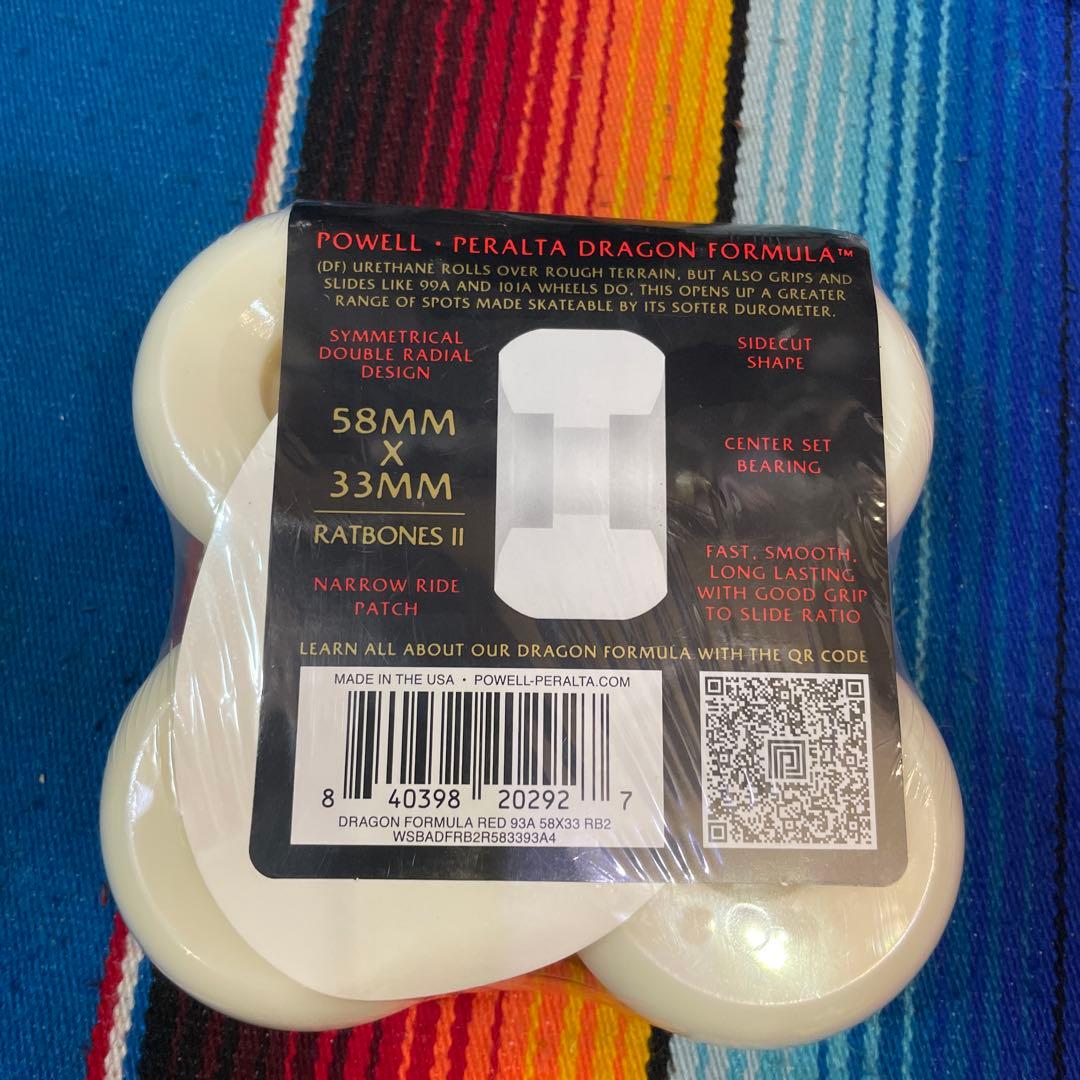 POWELL · PERALTA DRAGON FORMULA™
(DF) URETHANE ROLLS OVER ROUGH TERRAIN, BUT ALSO GRIPS AND
SLIDES LIKE 99A AND 101A WHEELS DO, THIS OPENS UP A GREATER
RANGE OF SPOTS MADE SKATEABLE BY ITS SOFTER DUROMETER.
SYMMETRICAL
DOUBLE RADIAL
DESIGN
58MM
X
33MM
RATBONES II
NARROW RIDE
PATCH
SIDECUT
SHAPE
CENTER SET
BEARING
FAST, SMOOTH,
LONG LASTING
WITH GOOD GRIP
TO SLIDE RATIO
LEARN ALL ABOUT OUR DRAGON FORMULA WITH THE QR CODE
MADE IN THE USA · POWELL-PERALTA.COM
8 40398 20292 7
DRAGON FORMULA RED 93A 58X33 RB2
WSBADFRB2R583393A4